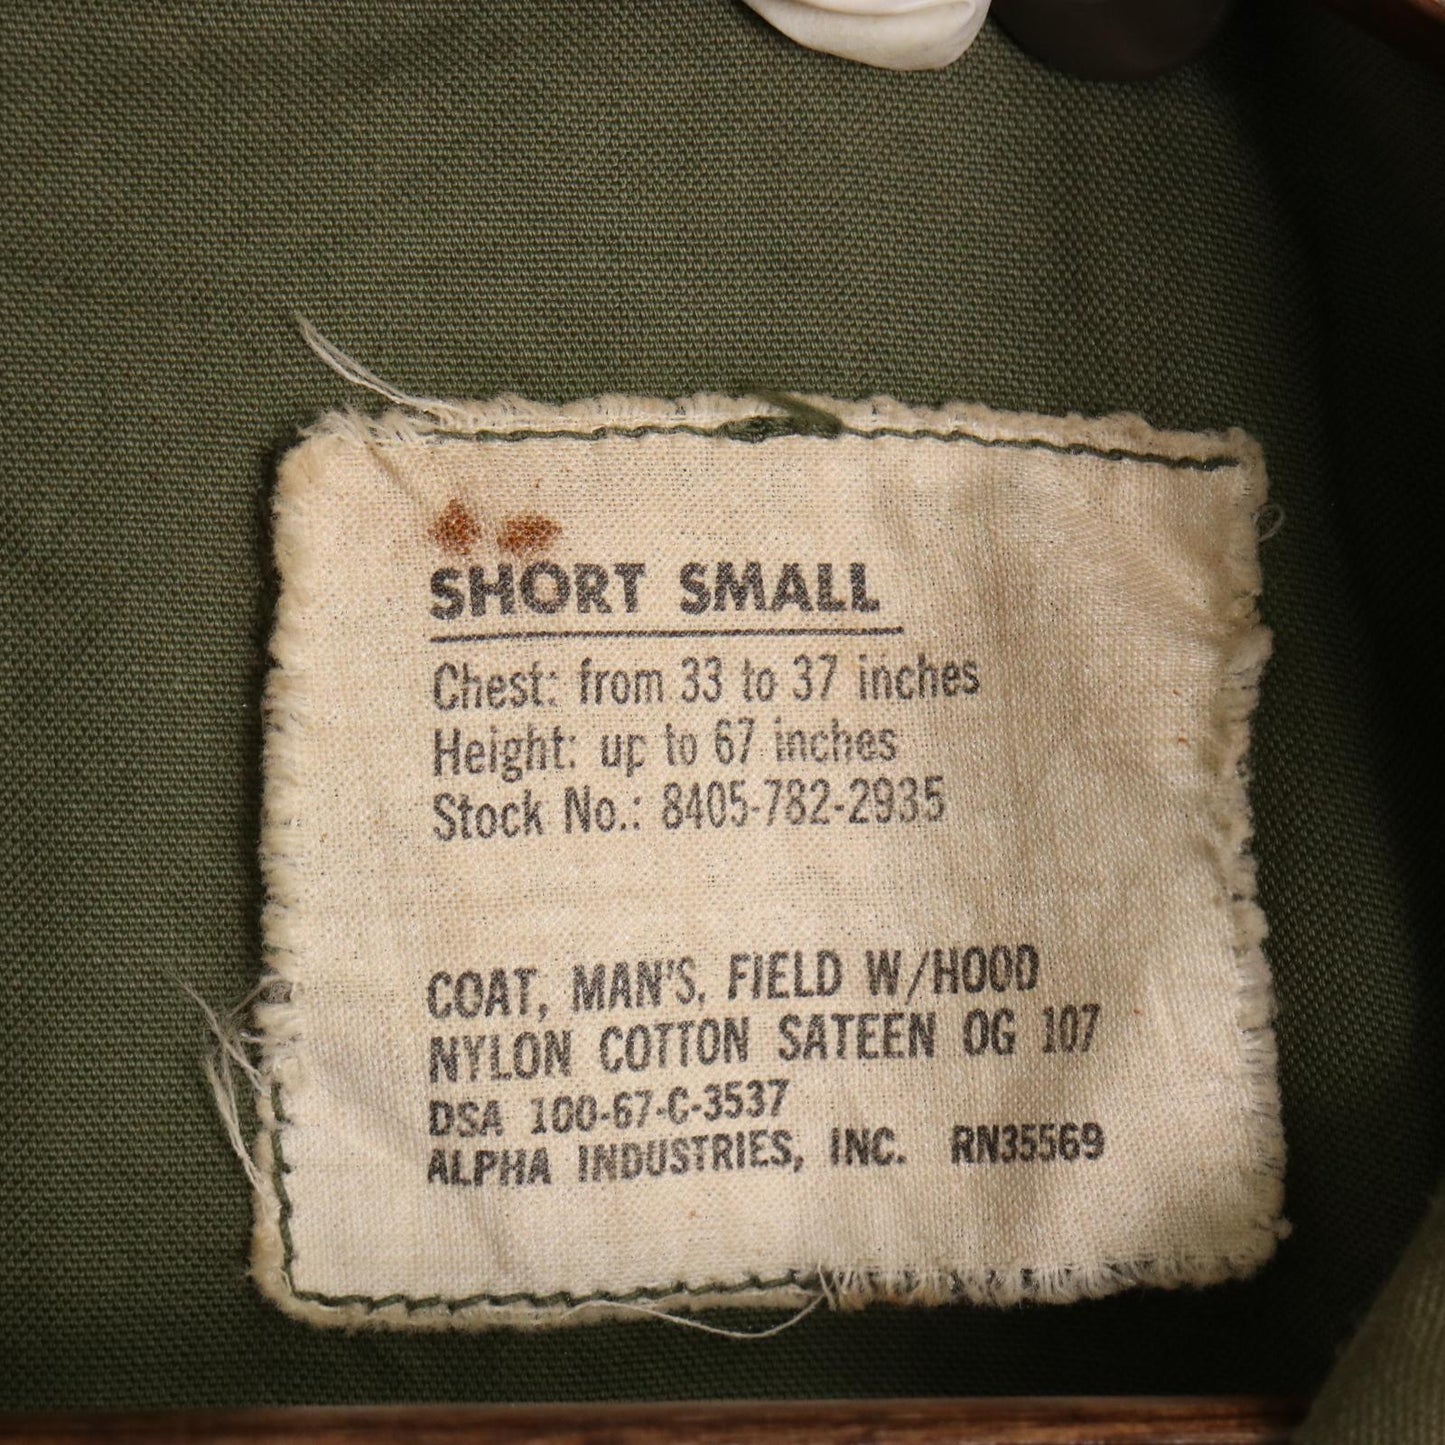 SHORT SMALL
Chest: from 33 to 37 inches
Height: up to 67 inches
Stock No.: 8405-782-2935
COAT, MAN'S, FIELD W/HOOD
NYLON COTTON SATEEN OG 107
DSA 100-67-C-3537
ALPHA INDUSTRIES, INC. RN35569